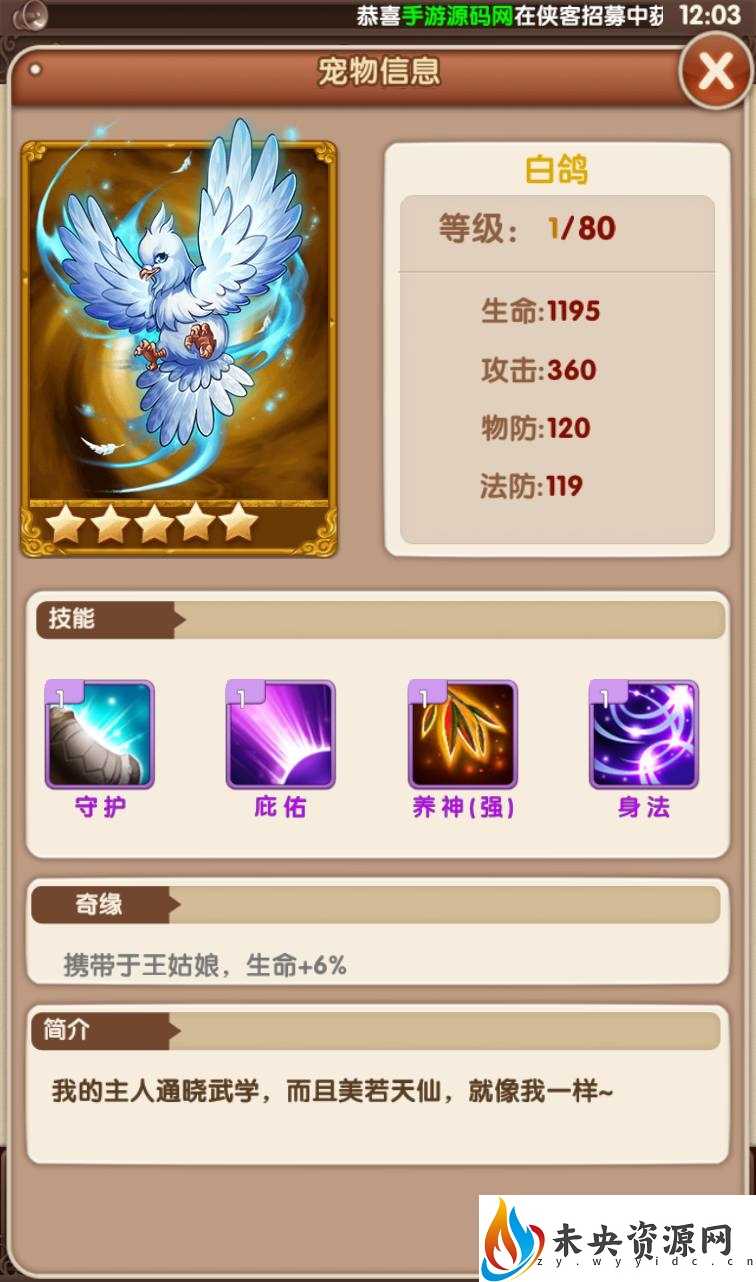 恭喜手游源码网在侠客招募中获 12:03
宠物信息
白鸽
等级：1/80
生命:1195
攻击:360
物防:120
法防:119
技能
1 1 1 1
守护 庇佑 养神(强) 身法
奇缘
携带于王姑娘，生命+6%
简介
我的主人通晓武学，而且美若天仙，就像我一样~
未央资源网
zy.wyyidc.cn